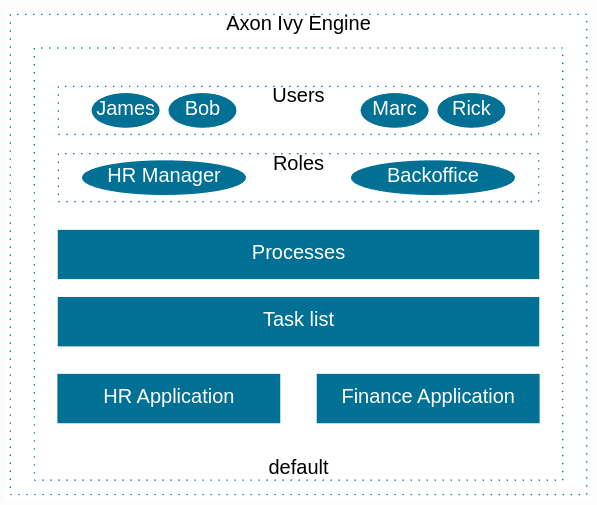 Axon Ivy Engine
Users
James Bob Marc Rick
Roles
HR Manager Backoffice
Processes
Task list
HR Application Finance Application
default